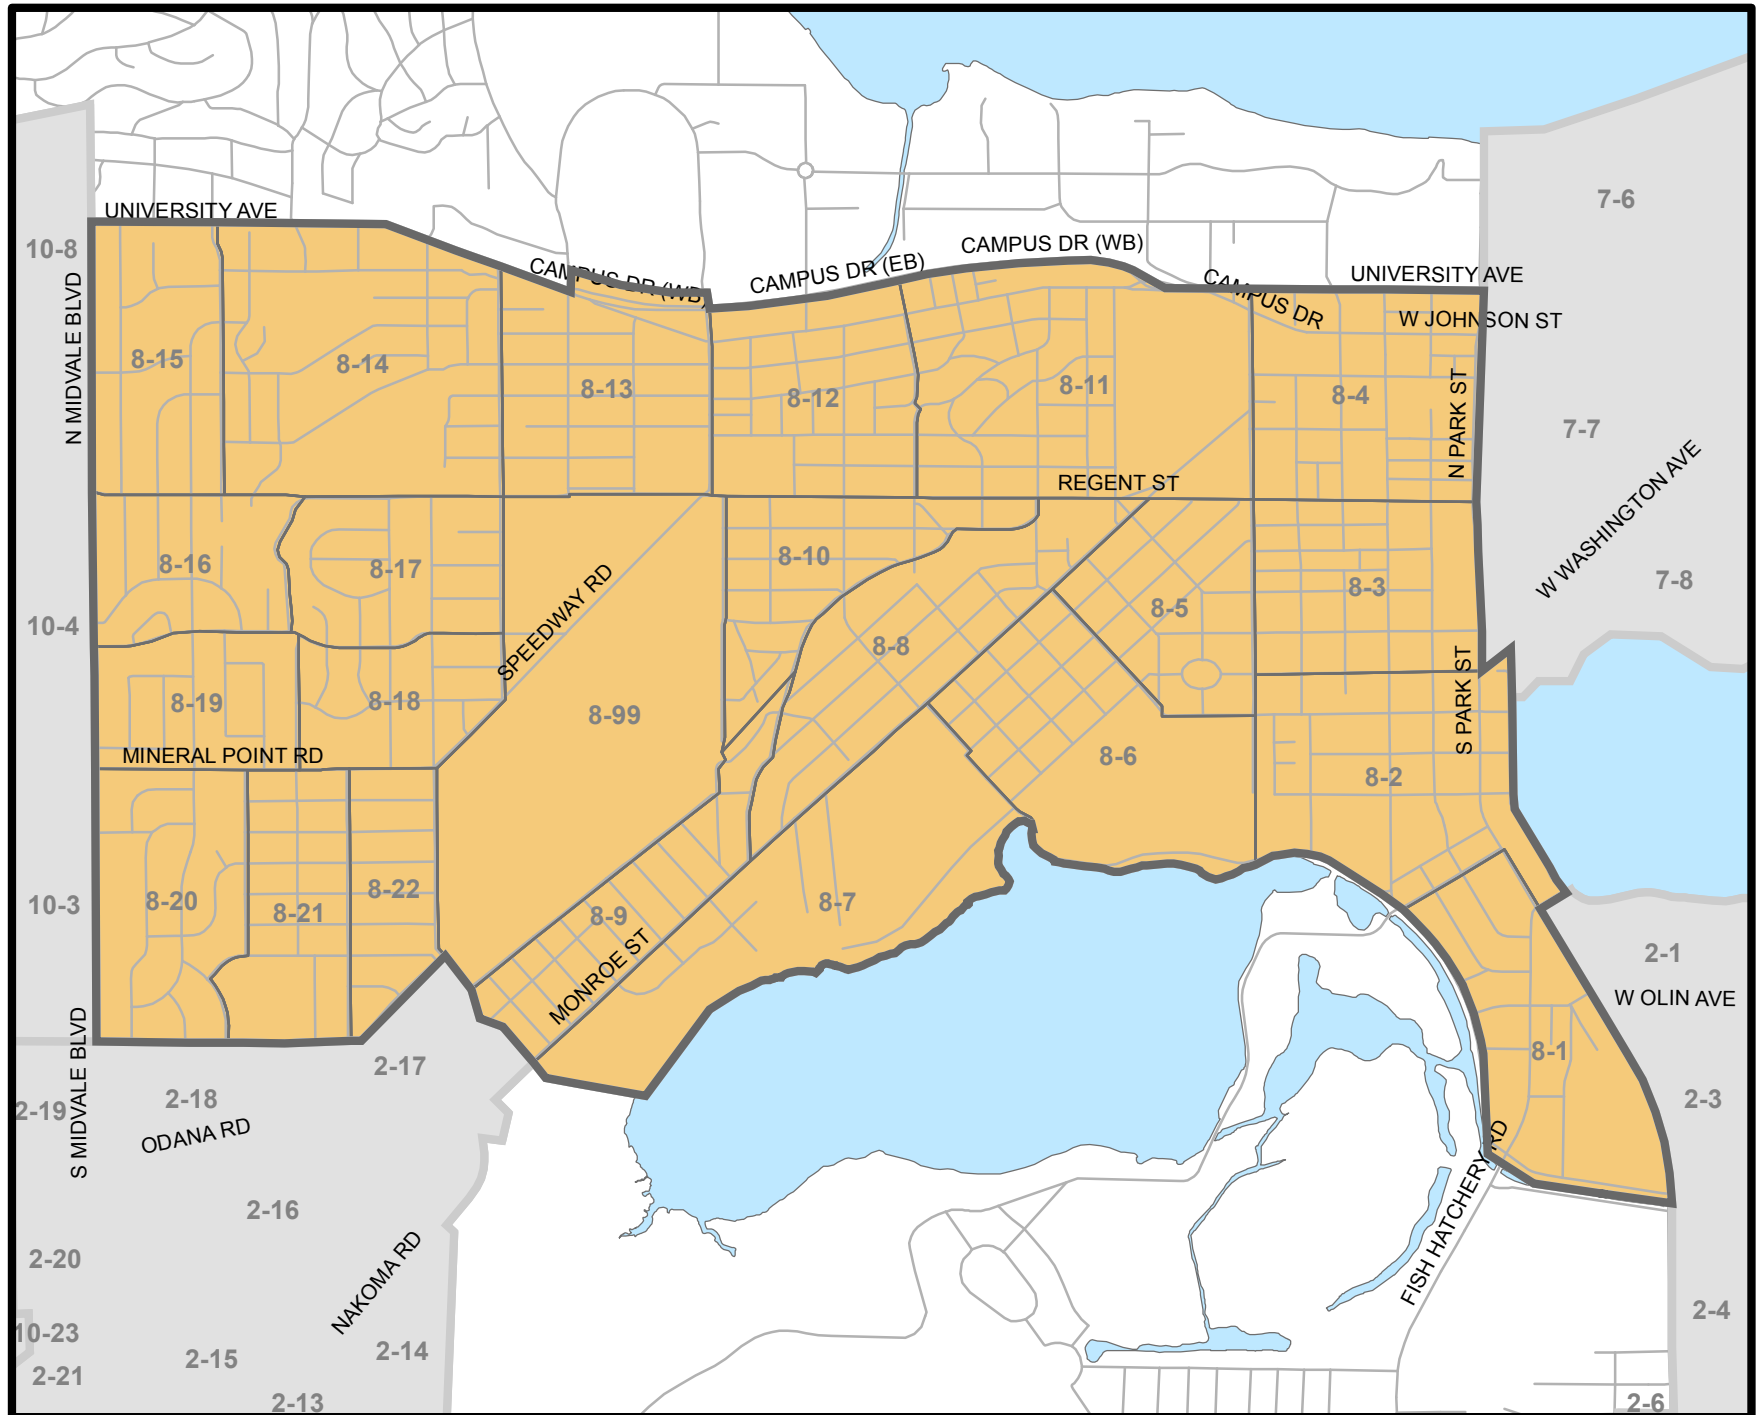 7-6
UNIVERSITY AVE
10-8
CAMPUS DR (WB)
CAMPUS DR (EB)
CAMPUS DR (WB)
UNIVERSITY AVE
CAMPUS DR
W JOHNSON ST
N MIDVALE BLVD
8-15
8-14
8-13
8-12
8-11
8-4
N PARK ST
7-7
REGENT ST
W WASHINGTON AVE
8-16
8-17
8-10
8-3
7-8
8-5
10-4
SPEEDWAY RD
8-8
8-19
8-18
8-99
S PARK ST
MINERAL POINT RD
8-6
8-2
8-20
8-21
8-22
8-9
8-7
10-3
MONROE ST
2-1
W OLIN AVE
S MIDVALE BLVD
8-1
2-17
2-18
2-19
ODANA RD
2-3
FISH HATCHERY RD
2-16
2-20
NAKOMA RD
2-4
10-23
2-15
2-14
2-21
2-13
2-6